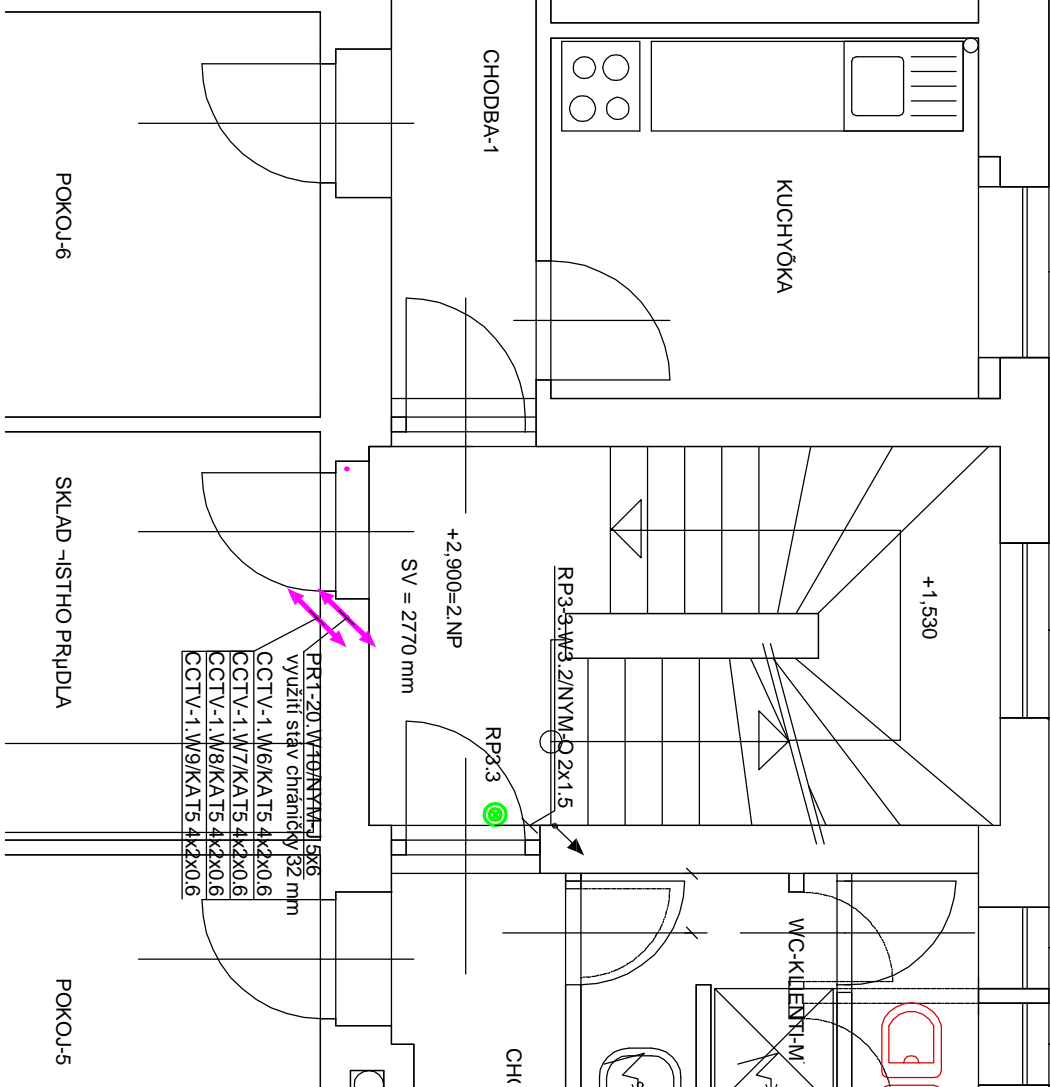 CHODBA-1
POKOJ-6
KUCHYÕKA
SKLAD ¬ISTHO PRµDLA
+2,900=2.NP
SV = 2770 mm
+1,530
RP3-3.W3.2/NYM-O 2x1.5
RP3.3
PR1-20.W10/NYM-J 5x6
využití stáv chráničky 32 mm
CCTV-1.W6/KAT5 4x2x0.6
CCTV-1.W7/KAT5 4x2x0.6
CCTV-1.W8/KAT5 4x2x0.6
CCTV-1.W9/KAT5 4x2x0.6
WC-KLIENTI-M
POKOJ-5